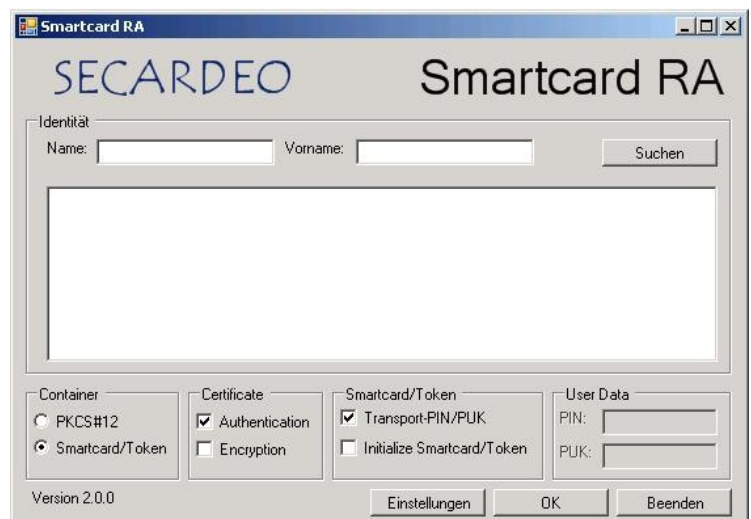 Smartcard RA
SECARDEO Smartcard RA
Identität
Name: Vorname: Suchen
Container Certificate Smartcard/Token User Data
PKCS#12 Authentication Transport-PIN/PUK PIN:
Smartcard/Token Encryption Initialize Smartcard/Token PUK:
Version 2.0.0 Einstellungen OK Beenden